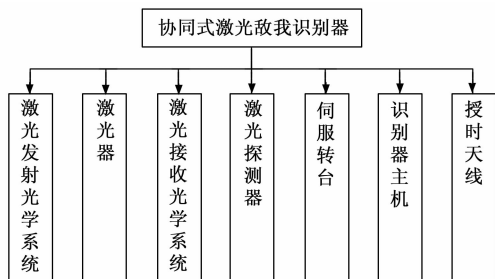 协同式激光敌我识别器
激光发射光学系统
激光器
激光接收光学系统
激光探测器
伺服转台
识别器主机
授时天线